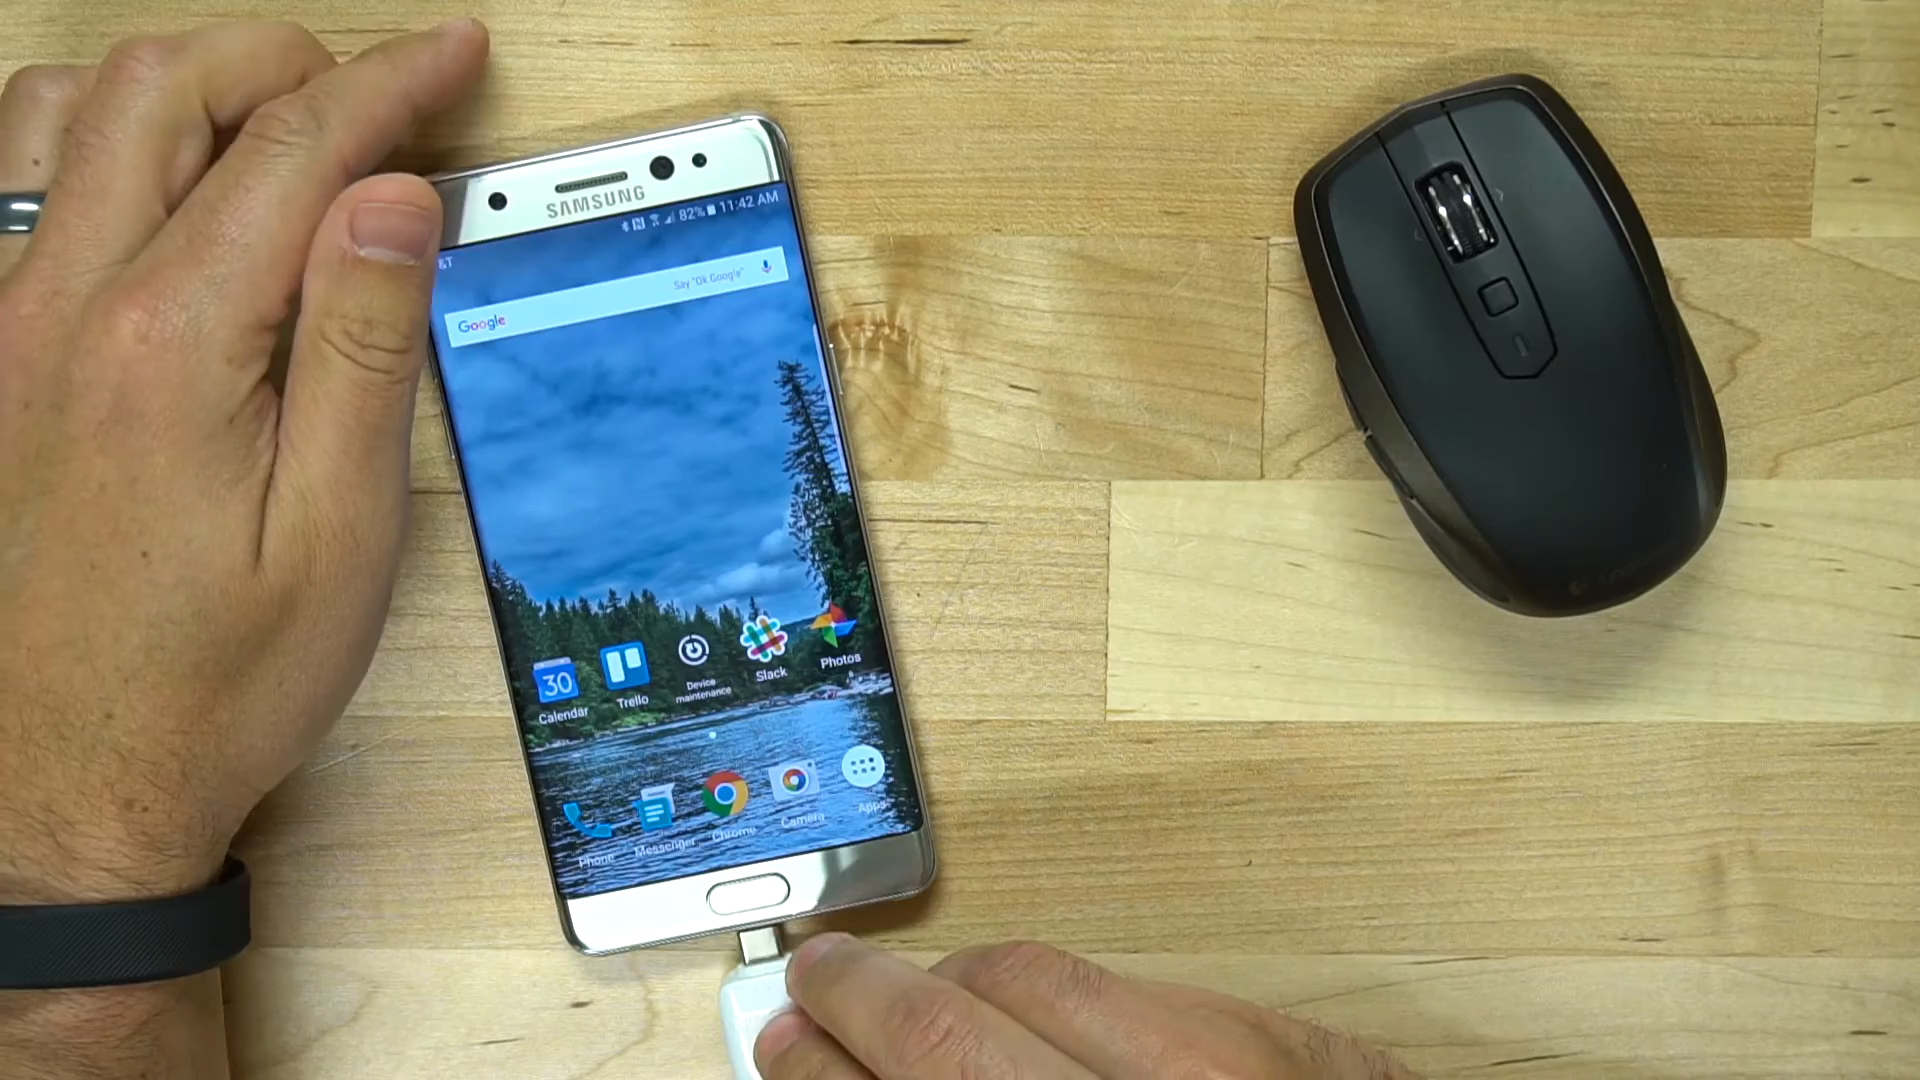 SAMSUNG
82% 11:42 AM
&T
Google Say "Ok Google"
30
Calendar
Trello
Device
maintenance
Slack
Photos
Phone
Messenger
Chrome
Camera
Apps